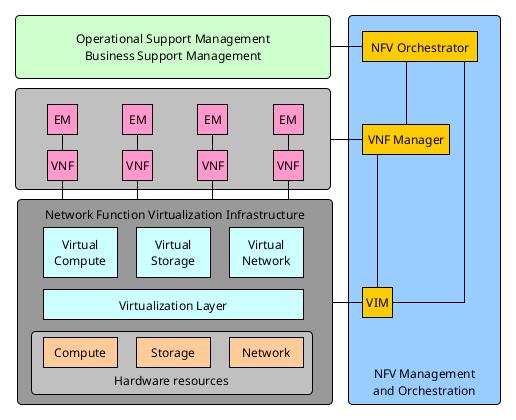 Operational Support Management
Business Support Management
NFV Orchestrator
EM EM EM EM
VNF Manager
VNF VNF VNF VNF
Network Function Virtualization Infrastructure
Virtual Compute
Virtual Storage
Virtual Network
Virtualization Layer
VIM
Compute Storage Network
Hardware resources
NFV Management
and Orchestration